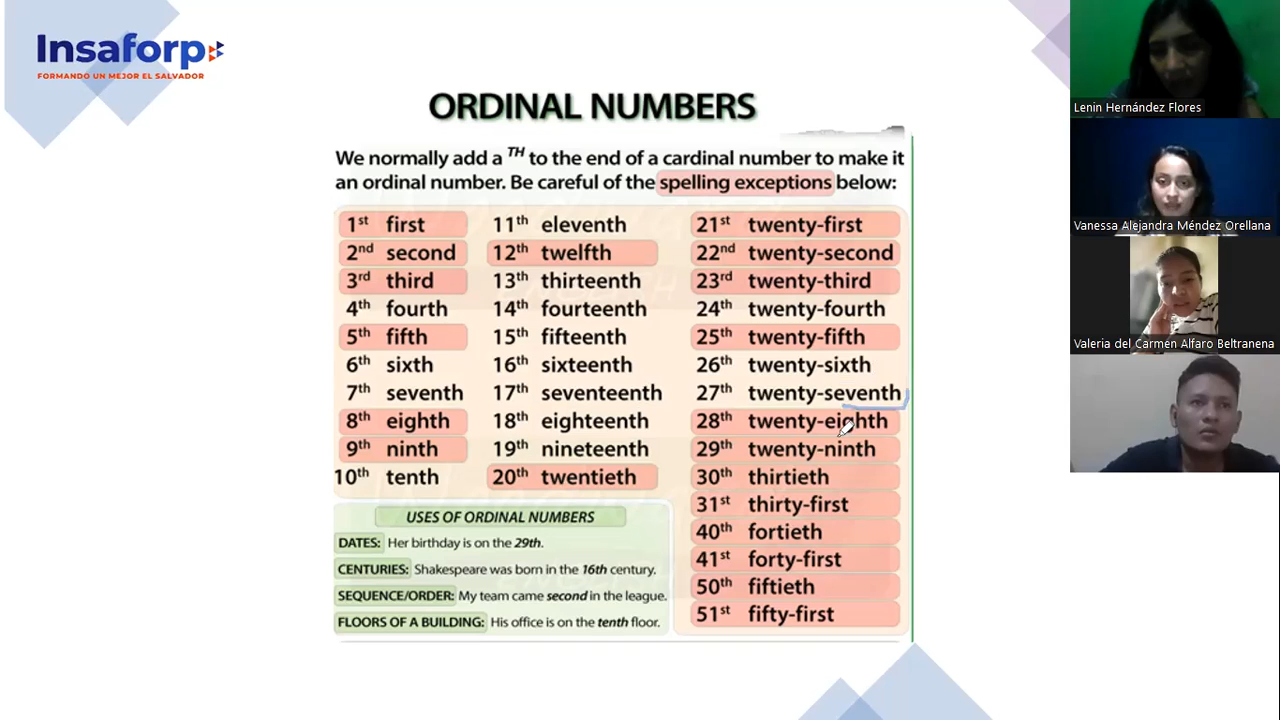 Insaforp
FORMANDO UN MEJOR EL SALVADOR
ORDINAL NUMBERS
We normally add a TH to the end of a cardinal number to make it
an ordinal number. Be careful of the spelling exceptions below:
1st first
2nd second
3rd third
4th fourth
5th fifth
6th sixth
7th seventh
8th eighth
9th ninth
10th tenth
11th eleventh
12th twelfth
13th thirteenth
14th fourteenth
15th fifteenth
16th sixteenth
17th seventeenth
18th eighteenth
19th nineteenth
20th twentieth
21st twenty-first
22nd twenty-second
23rd twenty-third
24th twenty-fourth
25th twenty-fifth
26th twenty-sixth
27th twenty-seventh
28th twenty-eighth
29th twenty-ninth
30th thirtieth
31st thirty-first
40th fortieth
41st forty-first
50th fiftieth
51st fifty-first
USES OF ORDINAL NUMBERS
DATES: Her birthday is on the 29th.
CENTURIES: Shakespeare was born in the 16th century.
SEQUENCE/ORDER: My team came second in the league.
FLOORS OF A BUILDING: His office is on the tenth floor.
Lenin Hernández Flores
Vanessa Alejandra Méndez Orellana
Valeria del Carmen Alfaro Beltranena